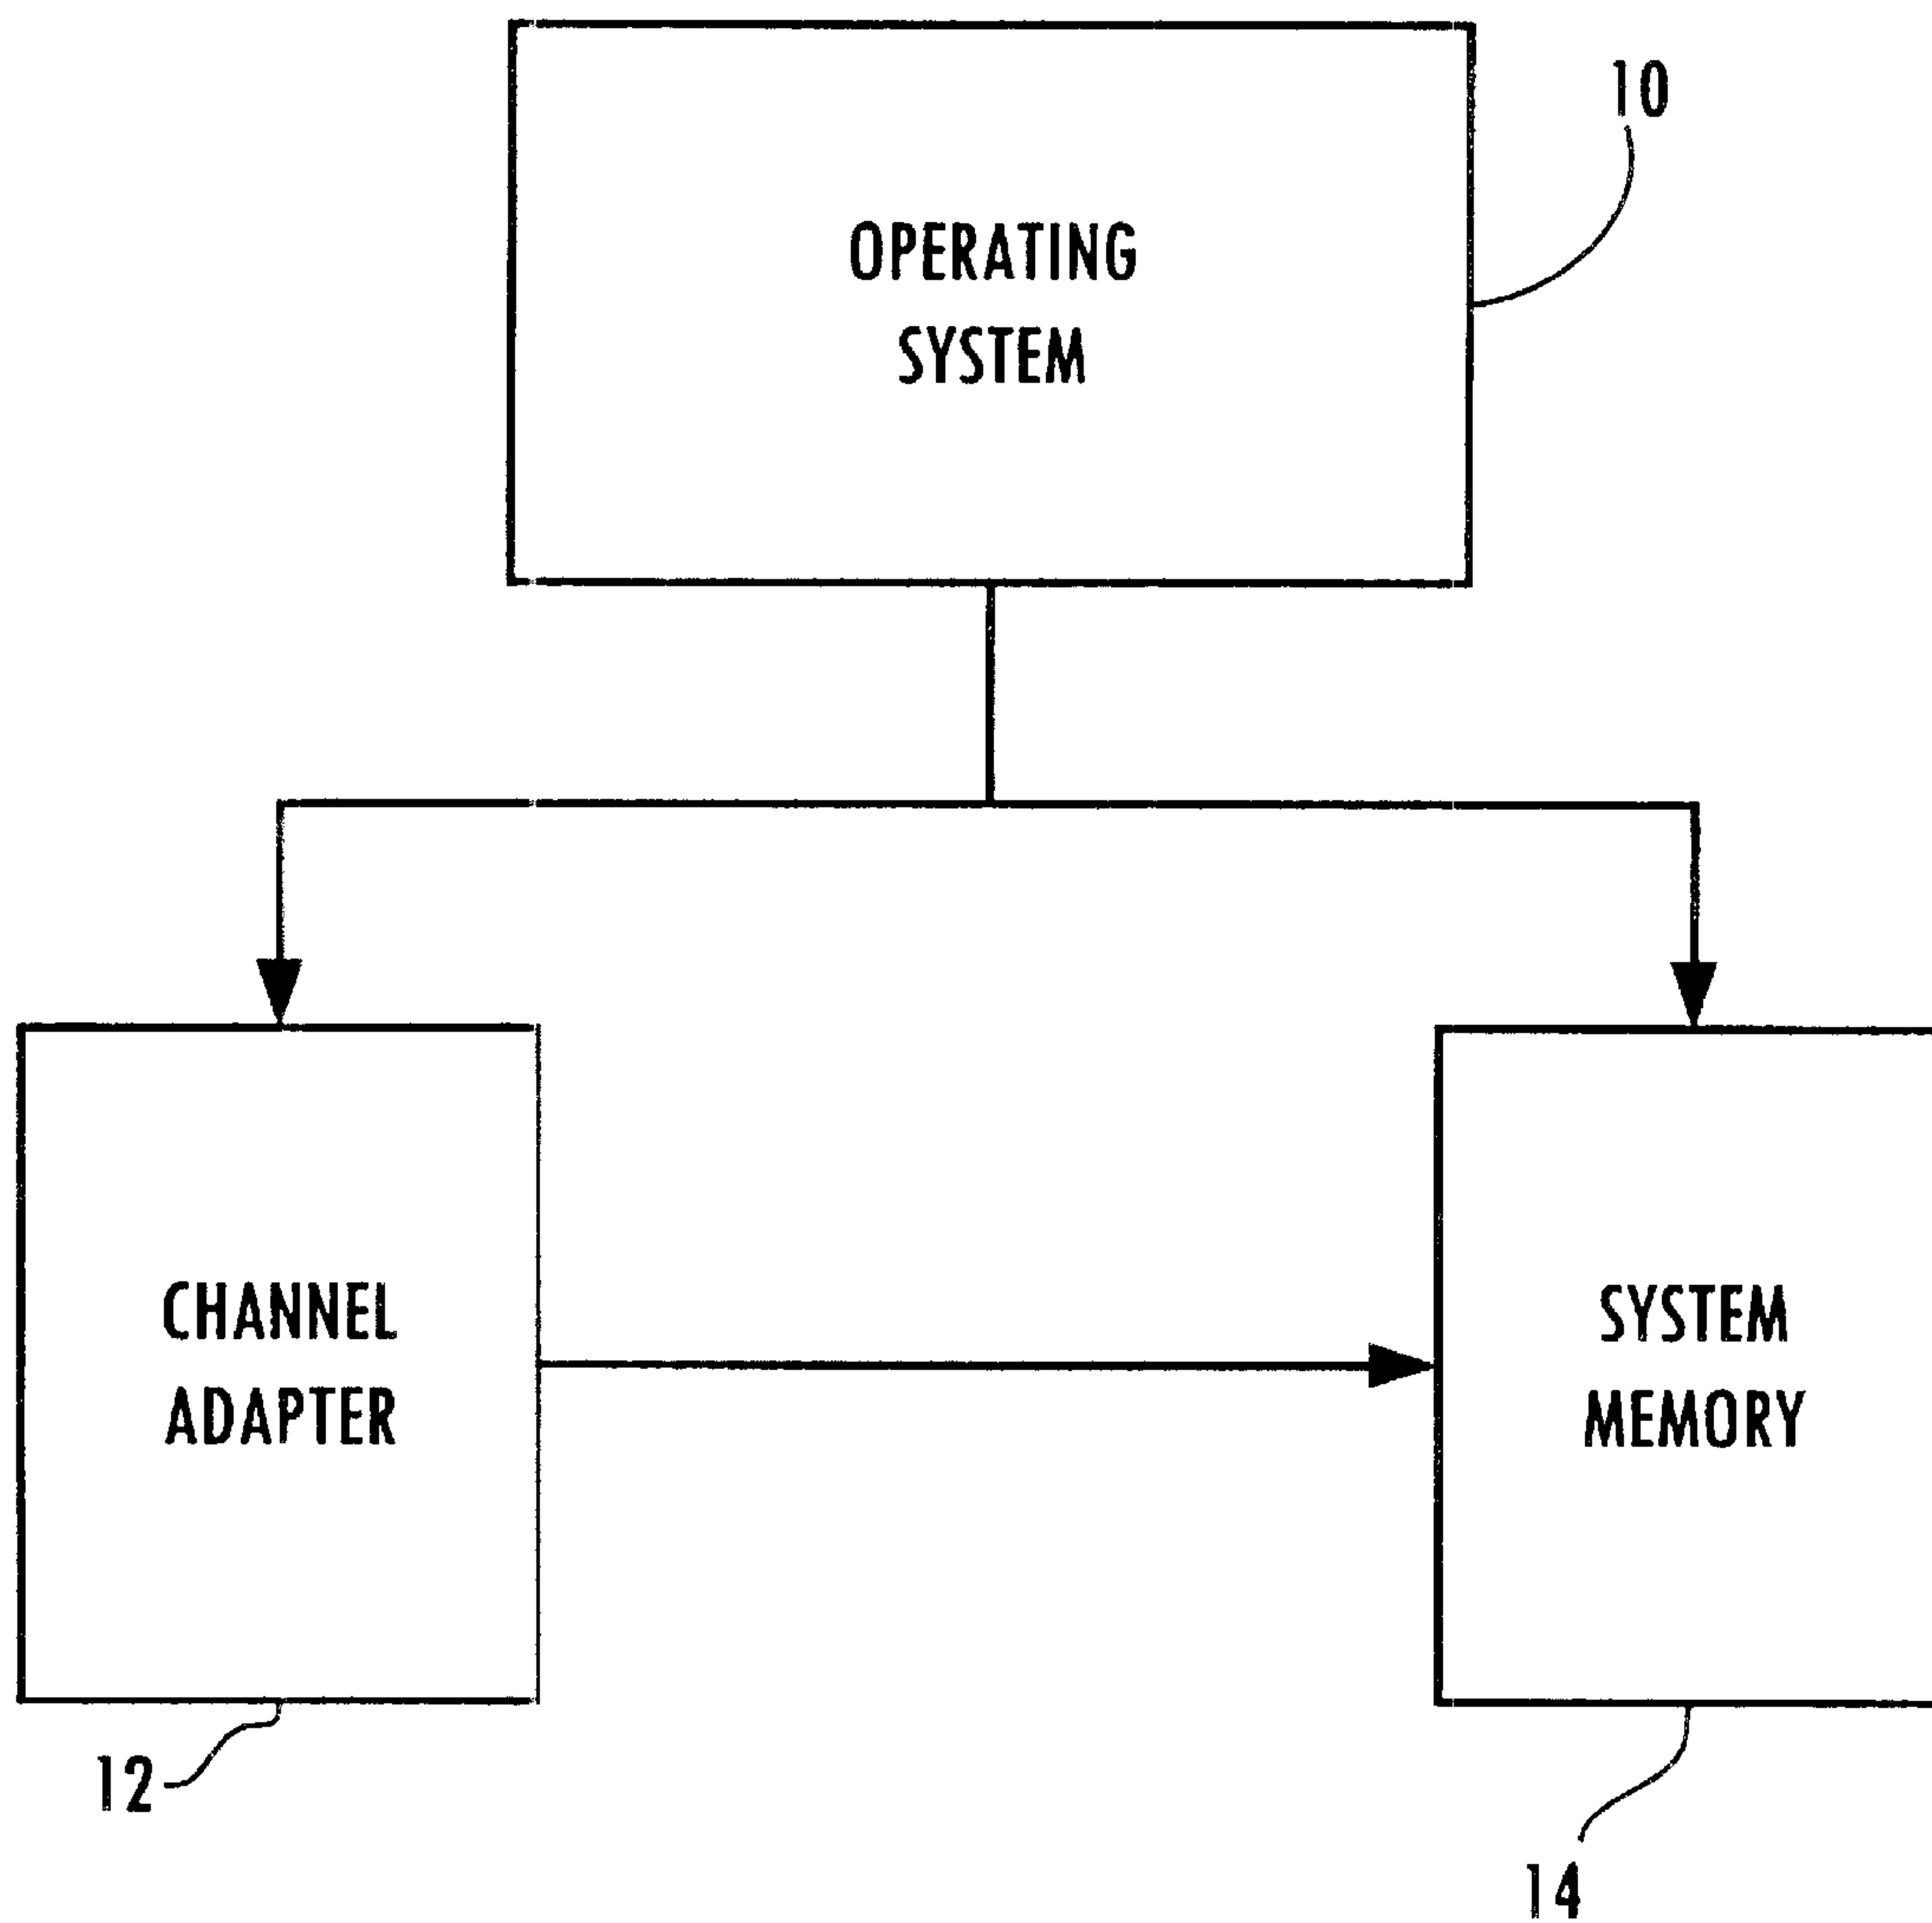 10
OPERATING
SYSTEM
CHANNEL
ADAPTER
SYSTEM
MEMORY
12
14